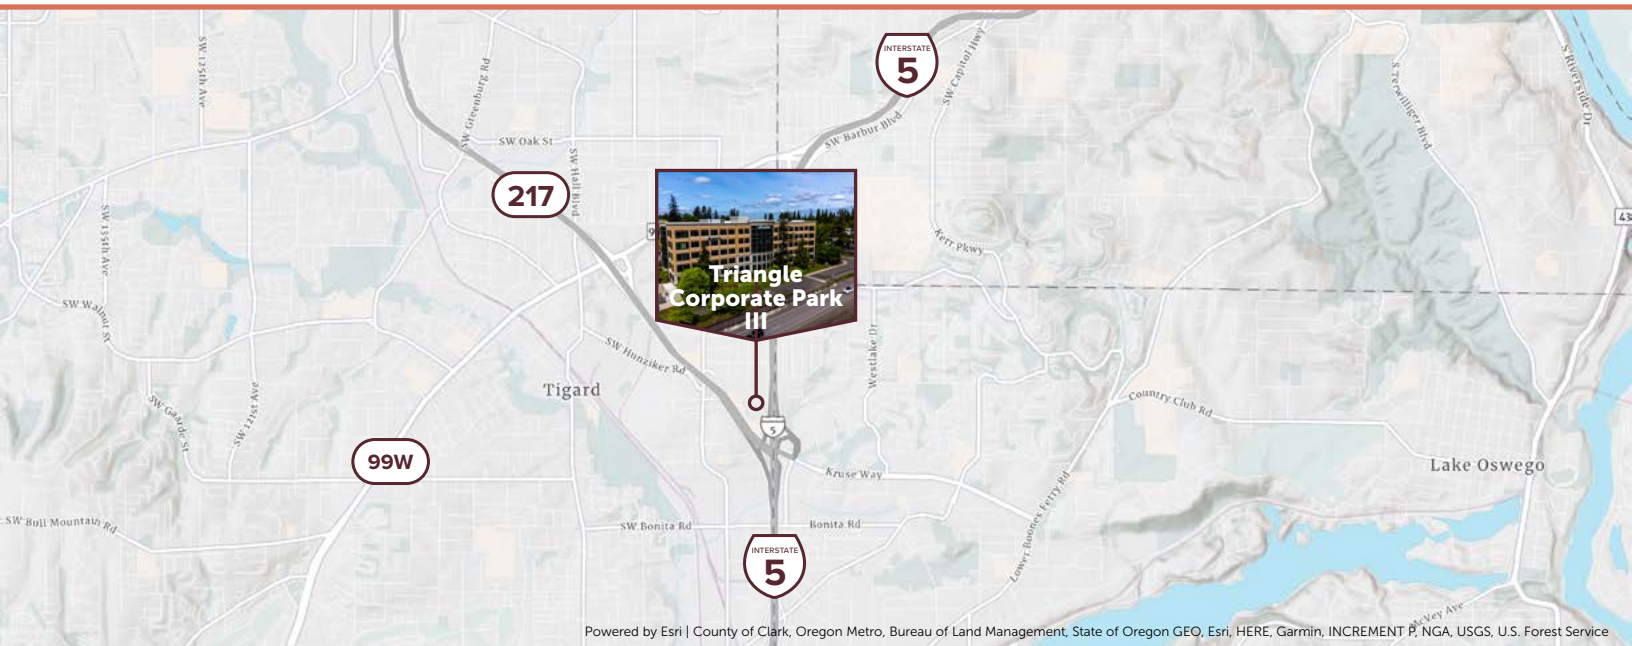 INTERSTATE
5
SW 125th Ave
SW Greenburg Rd
SW Capitol Hwy
S Terwilliger Blvd
S Riverside Dr
SW Oak St
SW Barbur Blvd
SW Hall Blvd
217
43
9
SW 135th Ave
Kerr Pkwy
Triangle
Corporate Park
III
SW Walnut St
SW Hunziker Rd
Westlake Dr
Tigard
SW Gaarde St
SW 121st Ave
Country Club Rd
5
99W
Kruse Way
Lake Oswego
Lower Boones Ferry Rd
SW Bull Mountain Rd
SW Bonita Rd
Bonita Rd
INTERSTATE
5
McVey Ave
Powered by Esri | County of Clark, Oregon Metro, Bureau of Land Management, State of Oregon GEO, Esri, HERE, Garmin, INCREMENT P, NGA, USGS, U.S. Forest Service